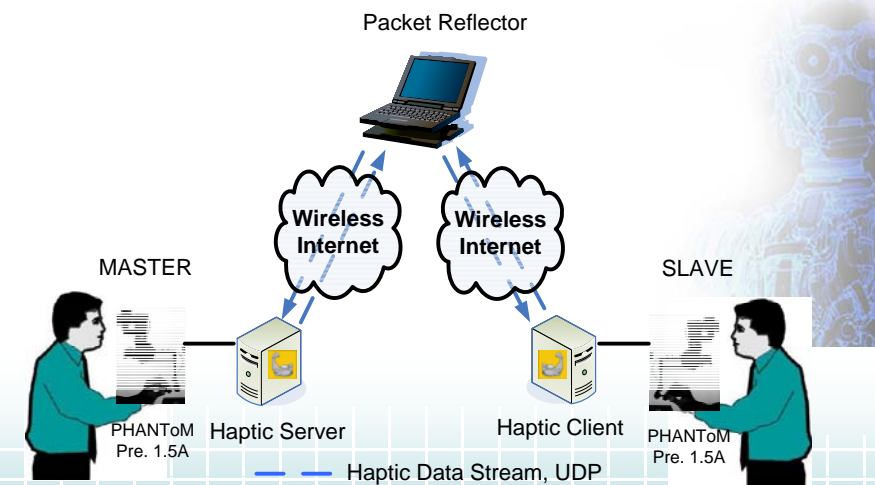 Packet Reflector
Wireless
Internet
Wireless
Internet
MASTER
SLAVE
PHANToM
Pre. 1.5A
Haptic Server
Haptic Client
PHANToM
Pre. 1.5A
Haptic Data Stream, UDP